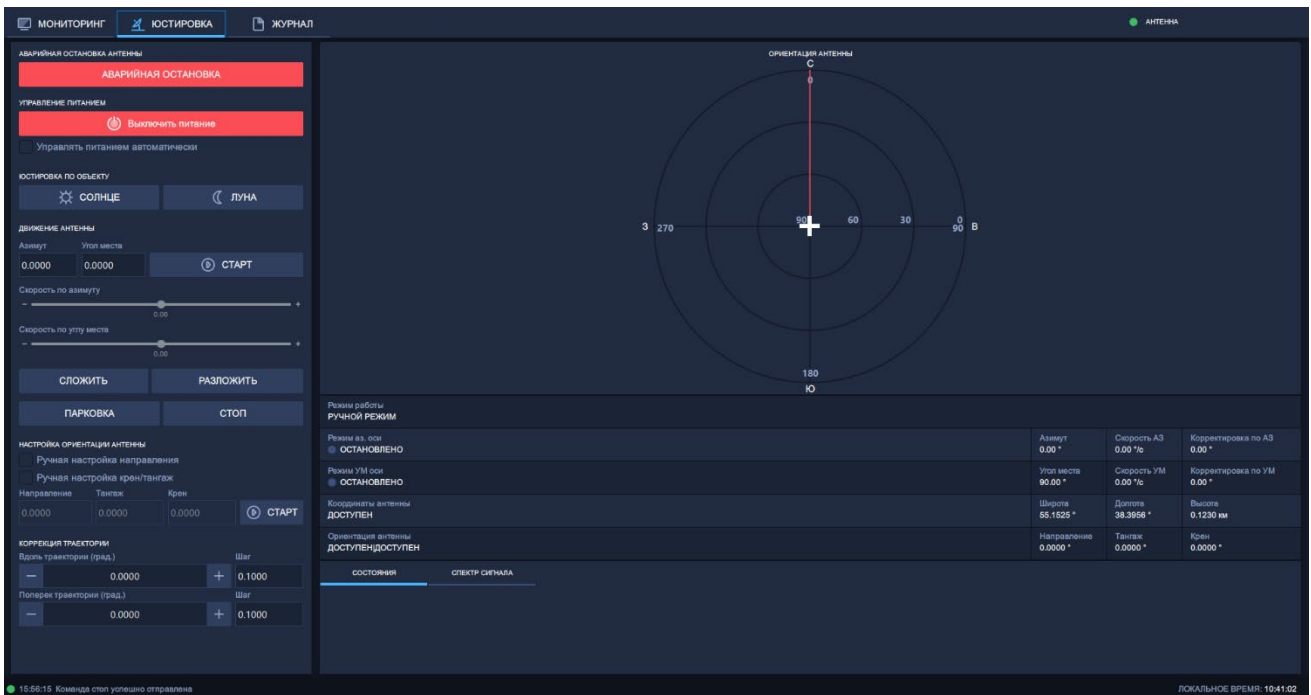 МОНИТОРИНГ ЮСТИРОВКА ЖУРНАЛ АНТЕННА
АВАРИЙНАЯ ОСТАНОВКА АНТЕННЫ
АВАРИЙНАЯ ОСТАНОВКА
УПРАВЛЕНИЕ ПИТАНИЕМ
Выключить питание
Управлять питанием автоматически
ЮСТИРОВКА ПО ОБЪЕКТУ
СОЛНЦЕ ЛУНА
ДВИЖЕНИЕ АНТЕННЫ
Азимут Угол места
0.0000 0.0000 СТАРТ
Скорость по азимуту
− +
0.00
Скорость по углу места
− +
0.00
СЛОЖИТЬ РАЗЛОЖИТЬ
ПАРКОВКА СТОП
НАСТРОЙКА ОРИЕНТАЦИИ АНТЕННЫ
Ручная настройка направления
Ручная настройка крен/тангаж
Направление Тангаж Крен
0.0000 0.0000 0.0000 СТАРТ
КОРРЕКЦИЯ ТРАЕКТОРИИ
Вдоль траектории (град.) Шаг
− 0.0000 + 0.1000
Поперек траектории (град.) Шаг
− 0.0000 + 0.1000
ОРИЕНТАЦИЯ АНТЕННЫ
С
0
З 270 90 60 30 0 90 В
180
Ю
Режим работы
РУЧНОЙ РЕЖИМ
Режим аз. оси Азимут Скорость АЗ Корректировка по АЗ
ОСТАНОВЛЕНО 0.00 ° 0.00 °/с 0.00 °
Режим УМ оси Угол места Скорость УМ Корректировка по УМ
ОСТАНОВЛЕНО 90.00 ° 0.00 °/с 0.00 °
Координаты антенны Широта Долгота Высота
ДОСТУПЕН 55.1525 ° 38.3956 ° 0.1230 км
Ориентация антенны Направление Тангаж Крен
ДОСТУПЕН|ДОСТУПЕН 0.0000 ° 0.0000 ° 0.0000 °
СОСТОЯНИЯ СПЕКТР СИГНАЛА
15:56:15 Команда стоп успешно отправлена ЛОКАЛЬНОЕ ВРЕМЯ: 10:41:02